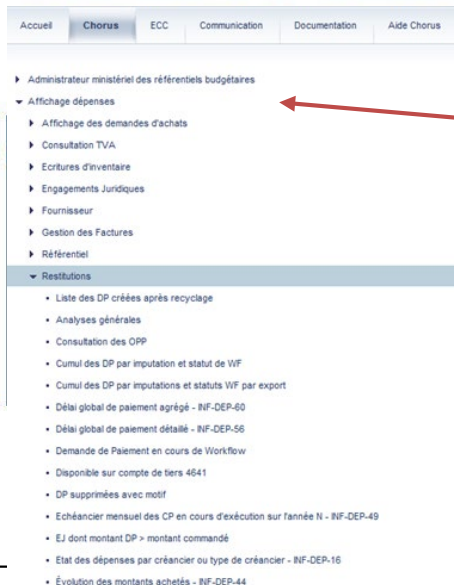 Accueil Chorus ECC Communication Documentation Aide Chorus
Administrateur ministériel des référentiels budgétaires
Affichage dépenses
Affichage des demandes d'achats
Consultation TVA
Ecritures d'inventaire
Engagements Juridiques
Fournisseur
Gestion des Factures
Référentiel
Restitutions
Liste des DP créées après recyclage
Analyses générales
Consultation des OPP
Cumul des DP par imputation et statut de WF
Cumul des DP par imputations et statuts WF par export
Délai global de paiement agrégé - INF-DEP-60
Délai global de paiement détaillé - INF-DEP-56
Demande de Paiement en cours de Workflow
Disponible sur compte de tiers 4641
DP supprimées avec motif
Echéancier mensuel des CP en cours d'exécution sur l'année N - INF-DEP-49
EJ dont montant DP > montant commandé
Etat des dépenses par créancier ou type de créancier - INF-DEP-16
Évolution des montants achetés - INF-DEP-44